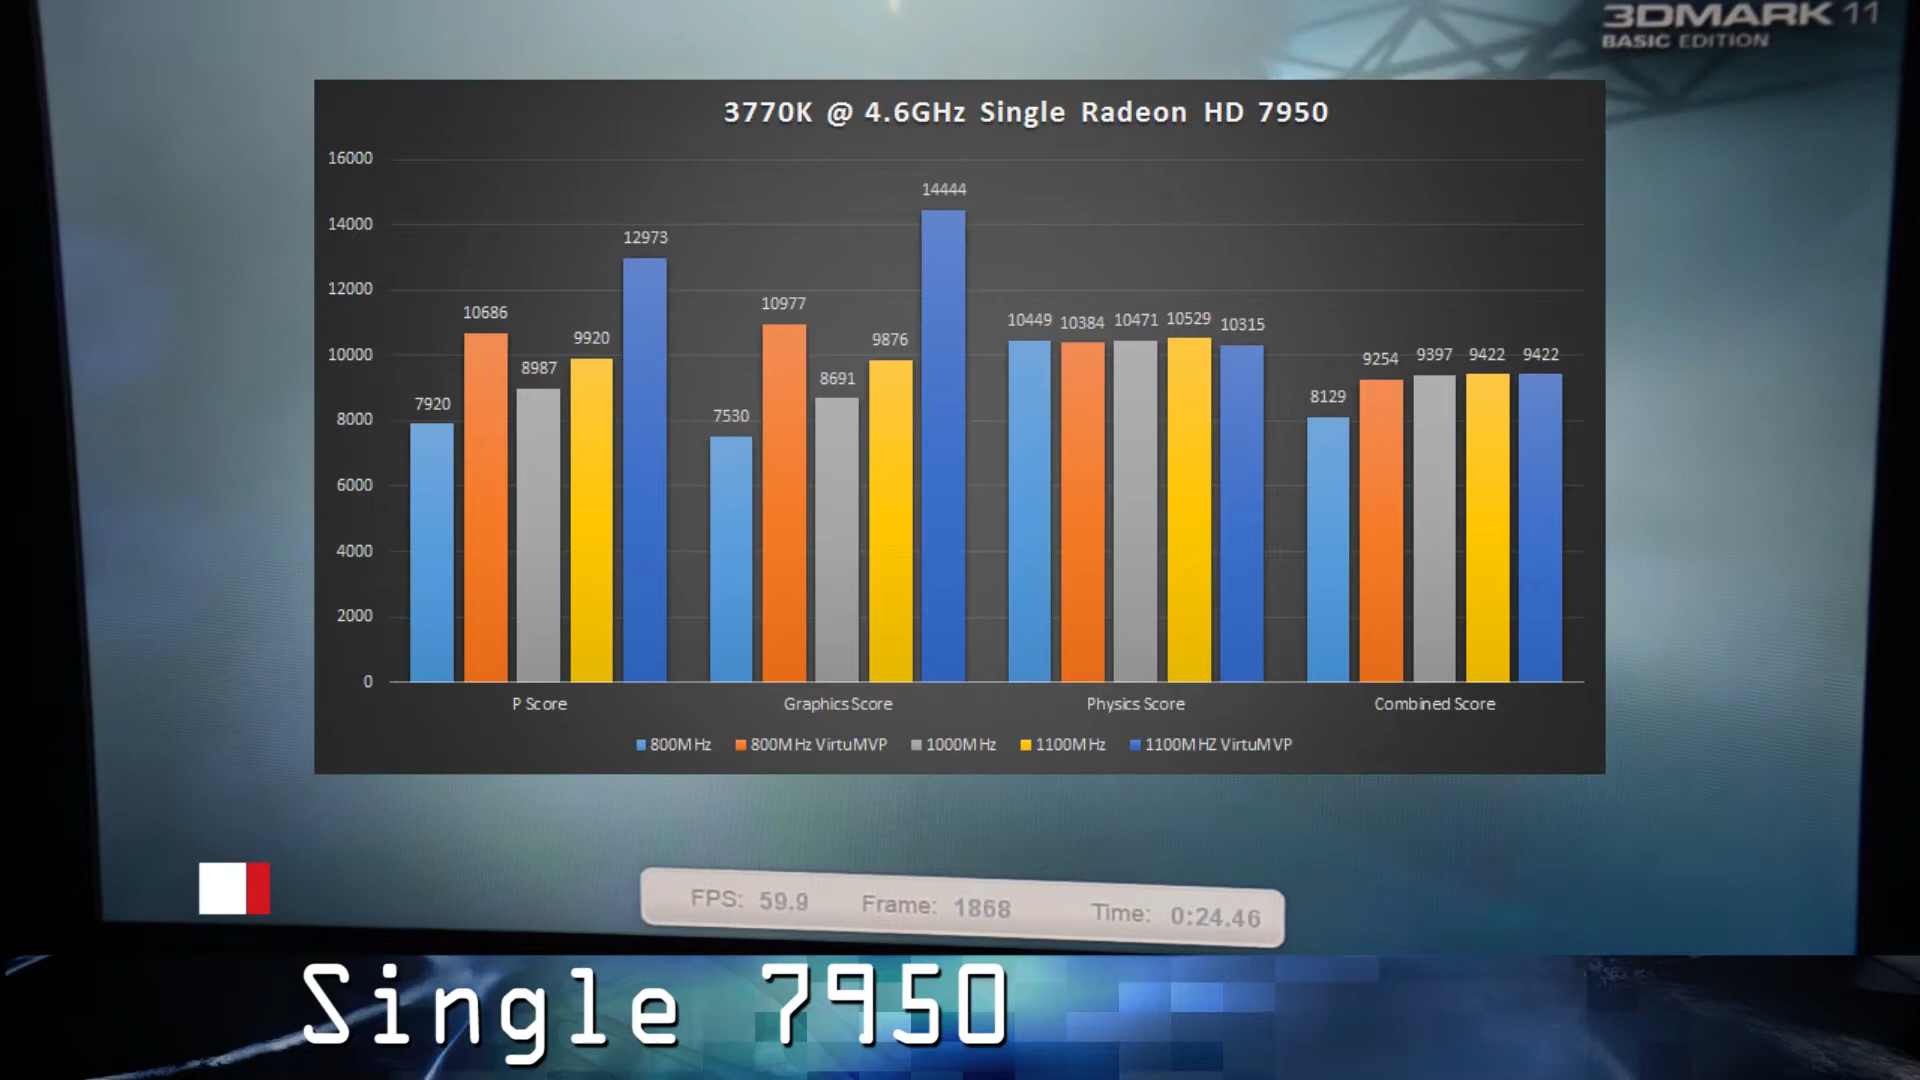 3DMARK 11
BASIC EDITION
3770K @ 4.6GHz Single Radeon HD 7950
16000
14000
12000
10000
8000
6000
4000
2000
0
7920
10686
8987
9920
12973
7530
10977
8691
9876
14444
10449
10384
10471
10529
10315
8129
9254
9397
9422
9422
P Score
Graphics Score
Physics Score
Combined Score
800MHz 800MHz VirtuMVP 1000MHz 1100MHz 1100MHZ VirtuMVP
FPS: 59.9 Frame: 1868 Time: 0:24.46
Single 7950